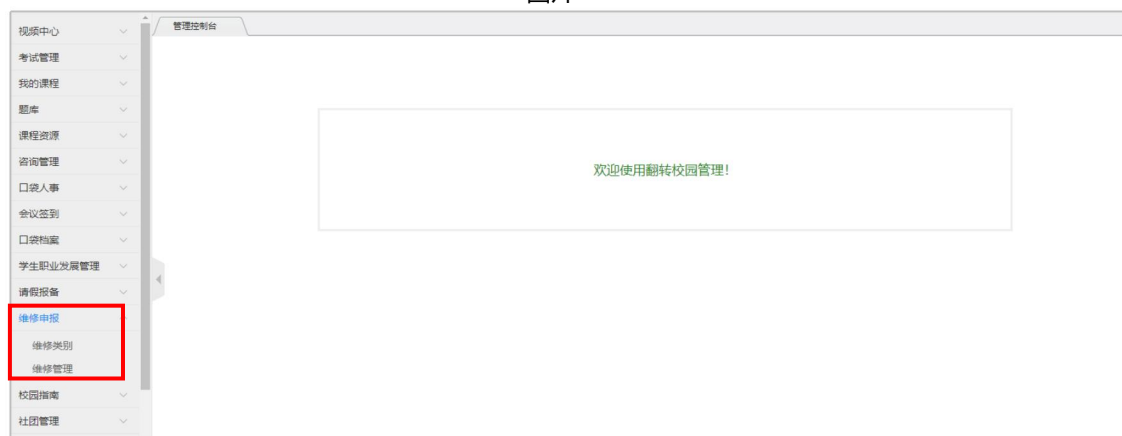 视频中心
考试管理
我的课程
题库
课程资源
咨询管理
口袋人事
会议签到
口袋档案
学生职业发展管理
请假报备
维修申报
维修类别
维修管理
校园指南
社团管理
管理控制台
欢迎使用翻转校园管理！